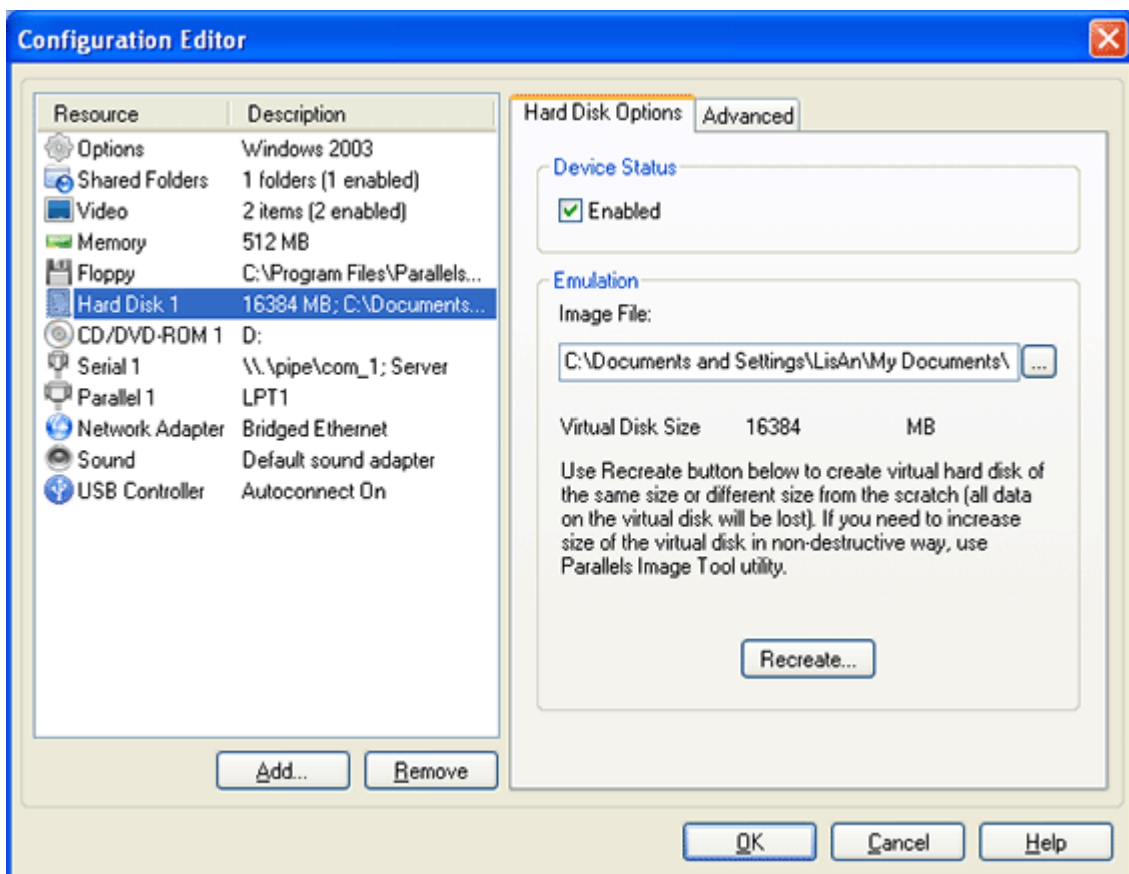 Configuration Editor
Resource Description
Options Windows 2003
Shared Folders 1 folders (1 enabled)
Video 2 items (2 enabled)
Memory 512 MB
Floppy C:\Program Files\Parallels...
Hard Disk 1 16384 MB; C:\Documents...
CD/DVD-ROM 1 D:
Serial 1 \\.\pipe\com_1; Server
Parallel 1 LPT1
Network Adapter Bridged Ethernet
Sound Default sound adapter
USB Controller Autoconnect On
Add... Remove
Hard Disk Options Advanced
Device Status
Enabled
Emulation
Image File:
C:\Documents and Settings\LisAn\My Documents\ ...
Virtual Disk Size 16384 MB
Use Recreate button below to create virtual hard disk of
the same size or different size from the scratch (all data
on the virtual disk will be lost). If you need to increase
size of the virtual disk in non-destructive way, use
Parallels Image Tool utility.
Recreate...
OK Cancel Help